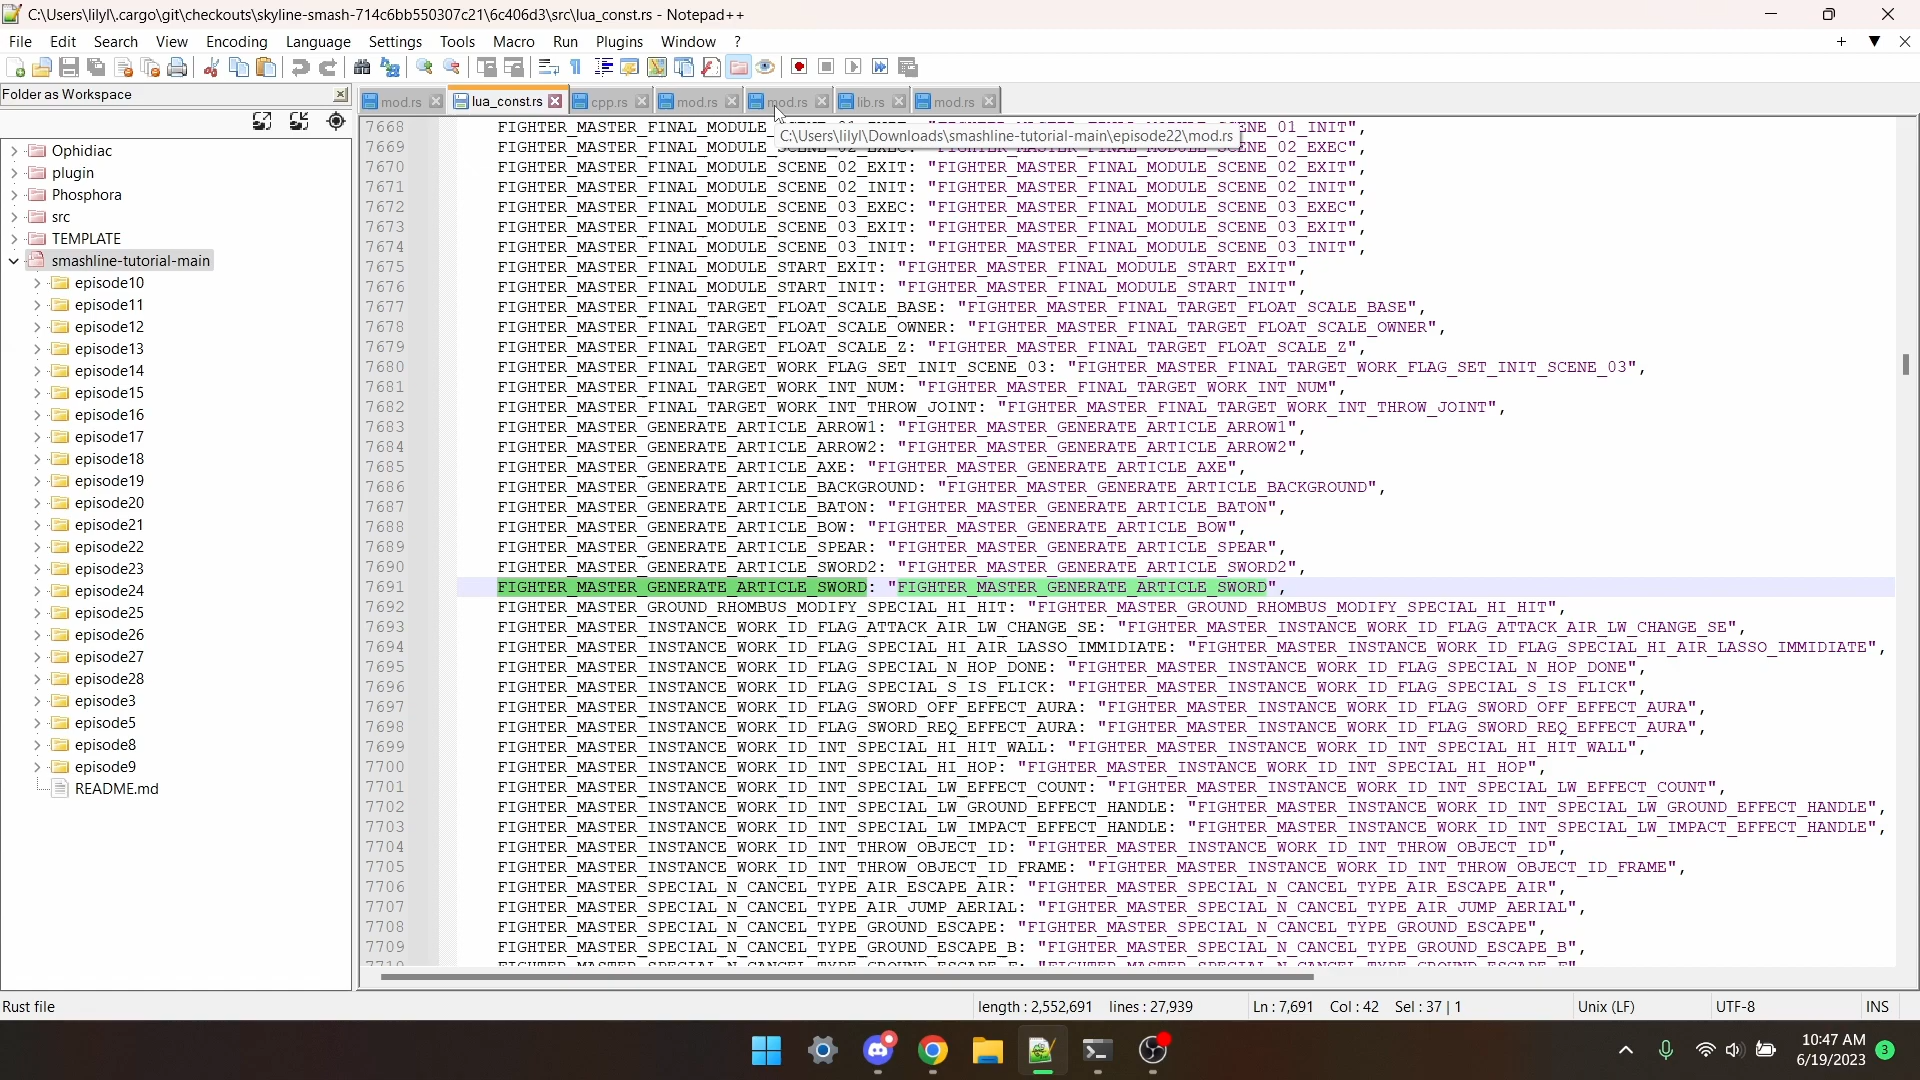 C:\Users\lilyl\.cargo\git\checkouts\skyline-smash-714c6bb550307c21\6c406d3\src\lua_const.rs - Notepad++
File Edit Search View Encoding Language Settings Tools Macro Run Plugins Window ?
Folder as Workspace
mod.rs lua_const.rs cpp.rs mod.rs mod.rs lib.rs mod.rs
C:\Users\lilyl\Downloads\smashline-tutorial-main\episode22\mod.rs
Ophidiac
plugin
Phosphora
src
TEMPLATE
smashline-tutorial-main
episode10
episode11
episode12
episode13
episode14
episode15
episode16
episode17
episode18
episode19
episode20
episode21
episode22
episode23
episode24
episode25
episode26
episode27
episode28
episode3
episode5
episode8
episode9
README.md
7668 FIGHTER_MASTER_FINAL_MODULE_SCENE_01_INIT",
7669 FIGHTER_MASTER_FINAL_MODULE_SCENE_02_EXEC: "FIGHTER_MASTER_FINAL_MODULE_SCENE_02_EXEC",
7670 FIGHTER_MASTER_FINAL_MODULE_SCENE_02_EXIT: "FIGHTER_MASTER_FINAL_MODULE_SCENE_02_EXIT",
7671 FIGHTER_MASTER_FINAL_MODULE_SCENE_02_INIT: "FIGHTER_MASTER_FINAL_MODULE_SCENE_02_INIT",
7672 FIGHTER_MASTER_FINAL_MODULE_SCENE_03_EXEC: "FIGHTER_MASTER_FINAL_MODULE_SCENE_03_EXEC",
7673 FIGHTER_MASTER_FINAL_MODULE_SCENE_03_EXIT: "FIGHTER_MASTER_FINAL_MODULE_SCENE_03_EXIT",
7674 FIGHTER_MASTER_FINAL_MODULE_SCENE_03_INIT: "FIGHTER_MASTER_FINAL_MODULE_SCENE_03_INIT",
7675 FIGHTER_MASTER_FINAL_MODULE_START_EXIT: "FIGHTER_MASTER_FINAL_MODULE_START_EXIT",
7676 FIGHTER_MASTER_FINAL_MODULE_START_INIT: "FIGHTER_MASTER_FINAL_MODULE_START_INIT",
7677 FIGHTER_MASTER_FINAL_TARGET_FLOAT_SCALE_BASE: "FIGHTER_MASTER_FINAL_TARGET_FLOAT_SCALE_BASE",
7678 FIGHTER_MASTER_FINAL_TARGET_FLOAT_SCALE_OWNER: "FIGHTER_MASTER_FINAL_TARGET_FLOAT_SCALE_OWNER",
7679 FIGHTER_MASTER_FINAL_TARGET_FLOAT_SCALE_Z: "FIGHTER_MASTER_FINAL_TARGET_FLOAT_SCALE_Z",
7680 FIGHTER_MASTER_FINAL_TARGET_WORK_FLAG_SET_INIT_SCENE_03: "FIGHTER_MASTER_FINAL_TARGET_WORK_FLAG_SET_INIT_SCENE_03",
7681 FIGHTER_MASTER_FINAL_TARGET_WORK_INT_NUM: "FIGHTER_MASTER_FINAL_TARGET_WORK_INT_NUM",
7682 FIGHTER_MASTER_FINAL_TARGET_WORK_INT_THROW_JOINT: "FIGHTER_MASTER_FINAL_TARGET_WORK_INT_THROW_JOINT",
7683 FIGHTER_MASTER_GENERATE_ARTICLE_ARROW1: "FIGHTER_MASTER_GENERATE_ARTICLE_ARROW1",
7684 FIGHTER_MASTER_GENERATE_ARTICLE_ARROW2: "FIGHTER_MASTER_GENERATE_ARTICLE_ARROW2",
7685 FIGHTER_MASTER_GENERATE_ARTICLE_AXE: "FIGHTER_MASTER_GENERATE_ARTICLE_AXE",
7686 FIGHTER_MASTER_GENERATE_ARTICLE_BACKGROUND: "FIGHTER_MASTER_GENERATE_ARTICLE_BACKGROUND",
7687 FIGHTER_MASTER_GENERATE_ARTICLE_BATON: "FIGHTER_MASTER_GENERATE_ARTICLE_BATON",
7688 FIGHTER_MASTER_GENERATE_ARTICLE_BOW: "FIGHTER_MASTER_GENERATE_ARTICLE_BOW",
7689 FIGHTER_MASTER_GENERATE_ARTICLE_SPEAR: "FIGHTER_MASTER_GENERATE_ARTICLE_SPEAR",
7690 FIGHTER_MASTER_GENERATE_ARTICLE_SWORD2: "FIGHTER_MASTER_GENERATE_ARTICLE_SWORD2",
7691 FIGHTER_MASTER_GENERATE_ARTICLE_SWORD: "FIGHTER_MASTER_GENERATE_ARTICLE_SWORD",
7692 FIGHTER_MASTER_GROUND_RHOMBUS_MODIFY_SPECIAL_HI_HIT: "FIGHTER_MASTER_GROUND_RHOMBUS_MODIFY_SPECIAL_HI_HIT",
7693 FIGHTER_MASTER_INSTANCE_WORK_ID_FLAG_ATTACK_AIR_LW_CHANGE_SE: "FIGHTER_MASTER_INSTANCE_WORK_ID_FLAG_ATTACK_AIR_LW_CHANGE_SE",
7694 FIGHTER_MASTER_INSTANCE_WORK_ID_FLAG_SPECIAL_HI_AIR_LASSO_IMMIDIATE: "FIGHTER_MASTER_INSTANCE_WORK_ID_FLAG_SPECIAL_HI_AIR_LASSO_IMMIDIATE",
7695 FIGHTER_MASTER_INSTANCE_WORK_ID_FLAG_SPECIAL_N_HOP_DONE: "FIGHTER_MASTER_INSTANCE_WORK_ID_FLAG_SPECIAL_N_HOP_DONE",
7696 FIGHTER_MASTER_INSTANCE_WORK_ID_FLAG_SPECIAL_S_IS_FLICK: "FIGHTER_MASTER_INSTANCE_WORK_ID_FLAG_SPECIAL_S_IS_FLICK",
7697 FIGHTER_MASTER_INSTANCE_WORK_ID_FLAG_SWORD_OFF_EFFECT_AURA: "FIGHTER_MASTER_INSTANCE_WORK_ID_FLAG_SWORD_OFF_EFFECT_AURA",
7698 FIGHTER_MASTER_INSTANCE_WORK_ID_FLAG_SWORD_REQ_EFFECT_AURA: "FIGHTER_MASTER_INSTANCE_WORK_ID_FLAG_SWORD_REQ_EFFECT_AURA",
7699 FIGHTER_MASTER_INSTANCE_WORK_ID_INT_SPECIAL_HI_HIT_WALL: "FIGHTER_MASTER_INSTANCE_WORK_ID_INT_SPECIAL_HI_HIT_WALL",
7700 FIGHTER_MASTER_INSTANCE_WORK_ID_INT_SPECIAL_HI_HOP: "FIGHTER_MASTER_INSTANCE_WORK_ID_INT_SPECIAL_HI_HOP",
7701 FIGHTER_MASTER_INSTANCE_WORK_ID_INT_SPECIAL_LW_EFFECT_COUNT: "FIGHTER_MASTER_INSTANCE_WORK_ID_INT_SPECIAL_LW_EFFECT_COUNT",
7702 FIGHTER_MASTER_INSTANCE_WORK_ID_INT_SPECIAL_LW_GROUND_EFFECT_HANDLE: "FIGHTER_MASTER_INSTANCE_WORK_ID_INT_SPECIAL_LW_GROUND_EFFECT_HANDLE",
7703 FIGHTER_MASTER_INSTANCE_WORK_ID_INT_SPECIAL_LW_IMPACT_EFFECT_HANDLE: "FIGHTER_MASTER_INSTANCE_WORK_ID_INT_SPECIAL_LW_IMPACT_EFFECT_HANDLE",
7704 FIGHTER_MASTER_INSTANCE_WORK_ID_INT_THROW_OBJECT_ID: "FIGHTER_MASTER_INSTANCE_WORK_ID_INT_THROW_OBJECT_ID",
7705 FIGHTER_MASTER_INSTANCE_WORK_ID_INT_THROW_OBJECT_ID_FRAME: "FIGHTER_MASTER_INSTANCE_WORK_ID_INT_THROW_OBJECT_ID_FRAME",
7706 FIGHTER_MASTER_SPECIAL_N_CANCEL_TYPE_AIR_ESCAPE_AIR: "FIGHTER_MASTER_SPECIAL_N_CANCEL_TYPE_AIR_ESCAPE_AIR",
7707 FIGHTER_MASTER_SPECIAL_N_CANCEL_TYPE_AIR_JUMP_AERIAL: "FIGHTER_MASTER_SPECIAL_N_CANCEL_TYPE_AIR_JUMP_AERIAL",
7708 FIGHTER_MASTER_SPECIAL_N_CANCEL_TYPE_GROUND_ESCAPE: "FIGHTER_MASTER_SPECIAL_N_CANCEL_TYPE_GROUND_ESCAPE",
7709 FIGHTER_MASTER_SPECIAL_N_CANCEL_TYPE_GROUND_ESCAPE_B: "FIGHTER_MASTER_SPECIAL_N_CANCEL_TYPE_GROUND_ESCAPE_B",
7710 FIGHTER_MASTER_SPECIAL_N_CANCEL_TYPE_GROUND_ESCAPE_F: "FIGHTER_MASTER_SPECIAL_N_CANCEL_TYPE_GROUND_ESCAPE_F"
Rust file length : 2,552,691 lines : 27,939 Ln : 7,691 Col : 42 Sel : 37 | 1 Unix (LF) UTF-8 INS
10:47 AM
6/19/2023
3